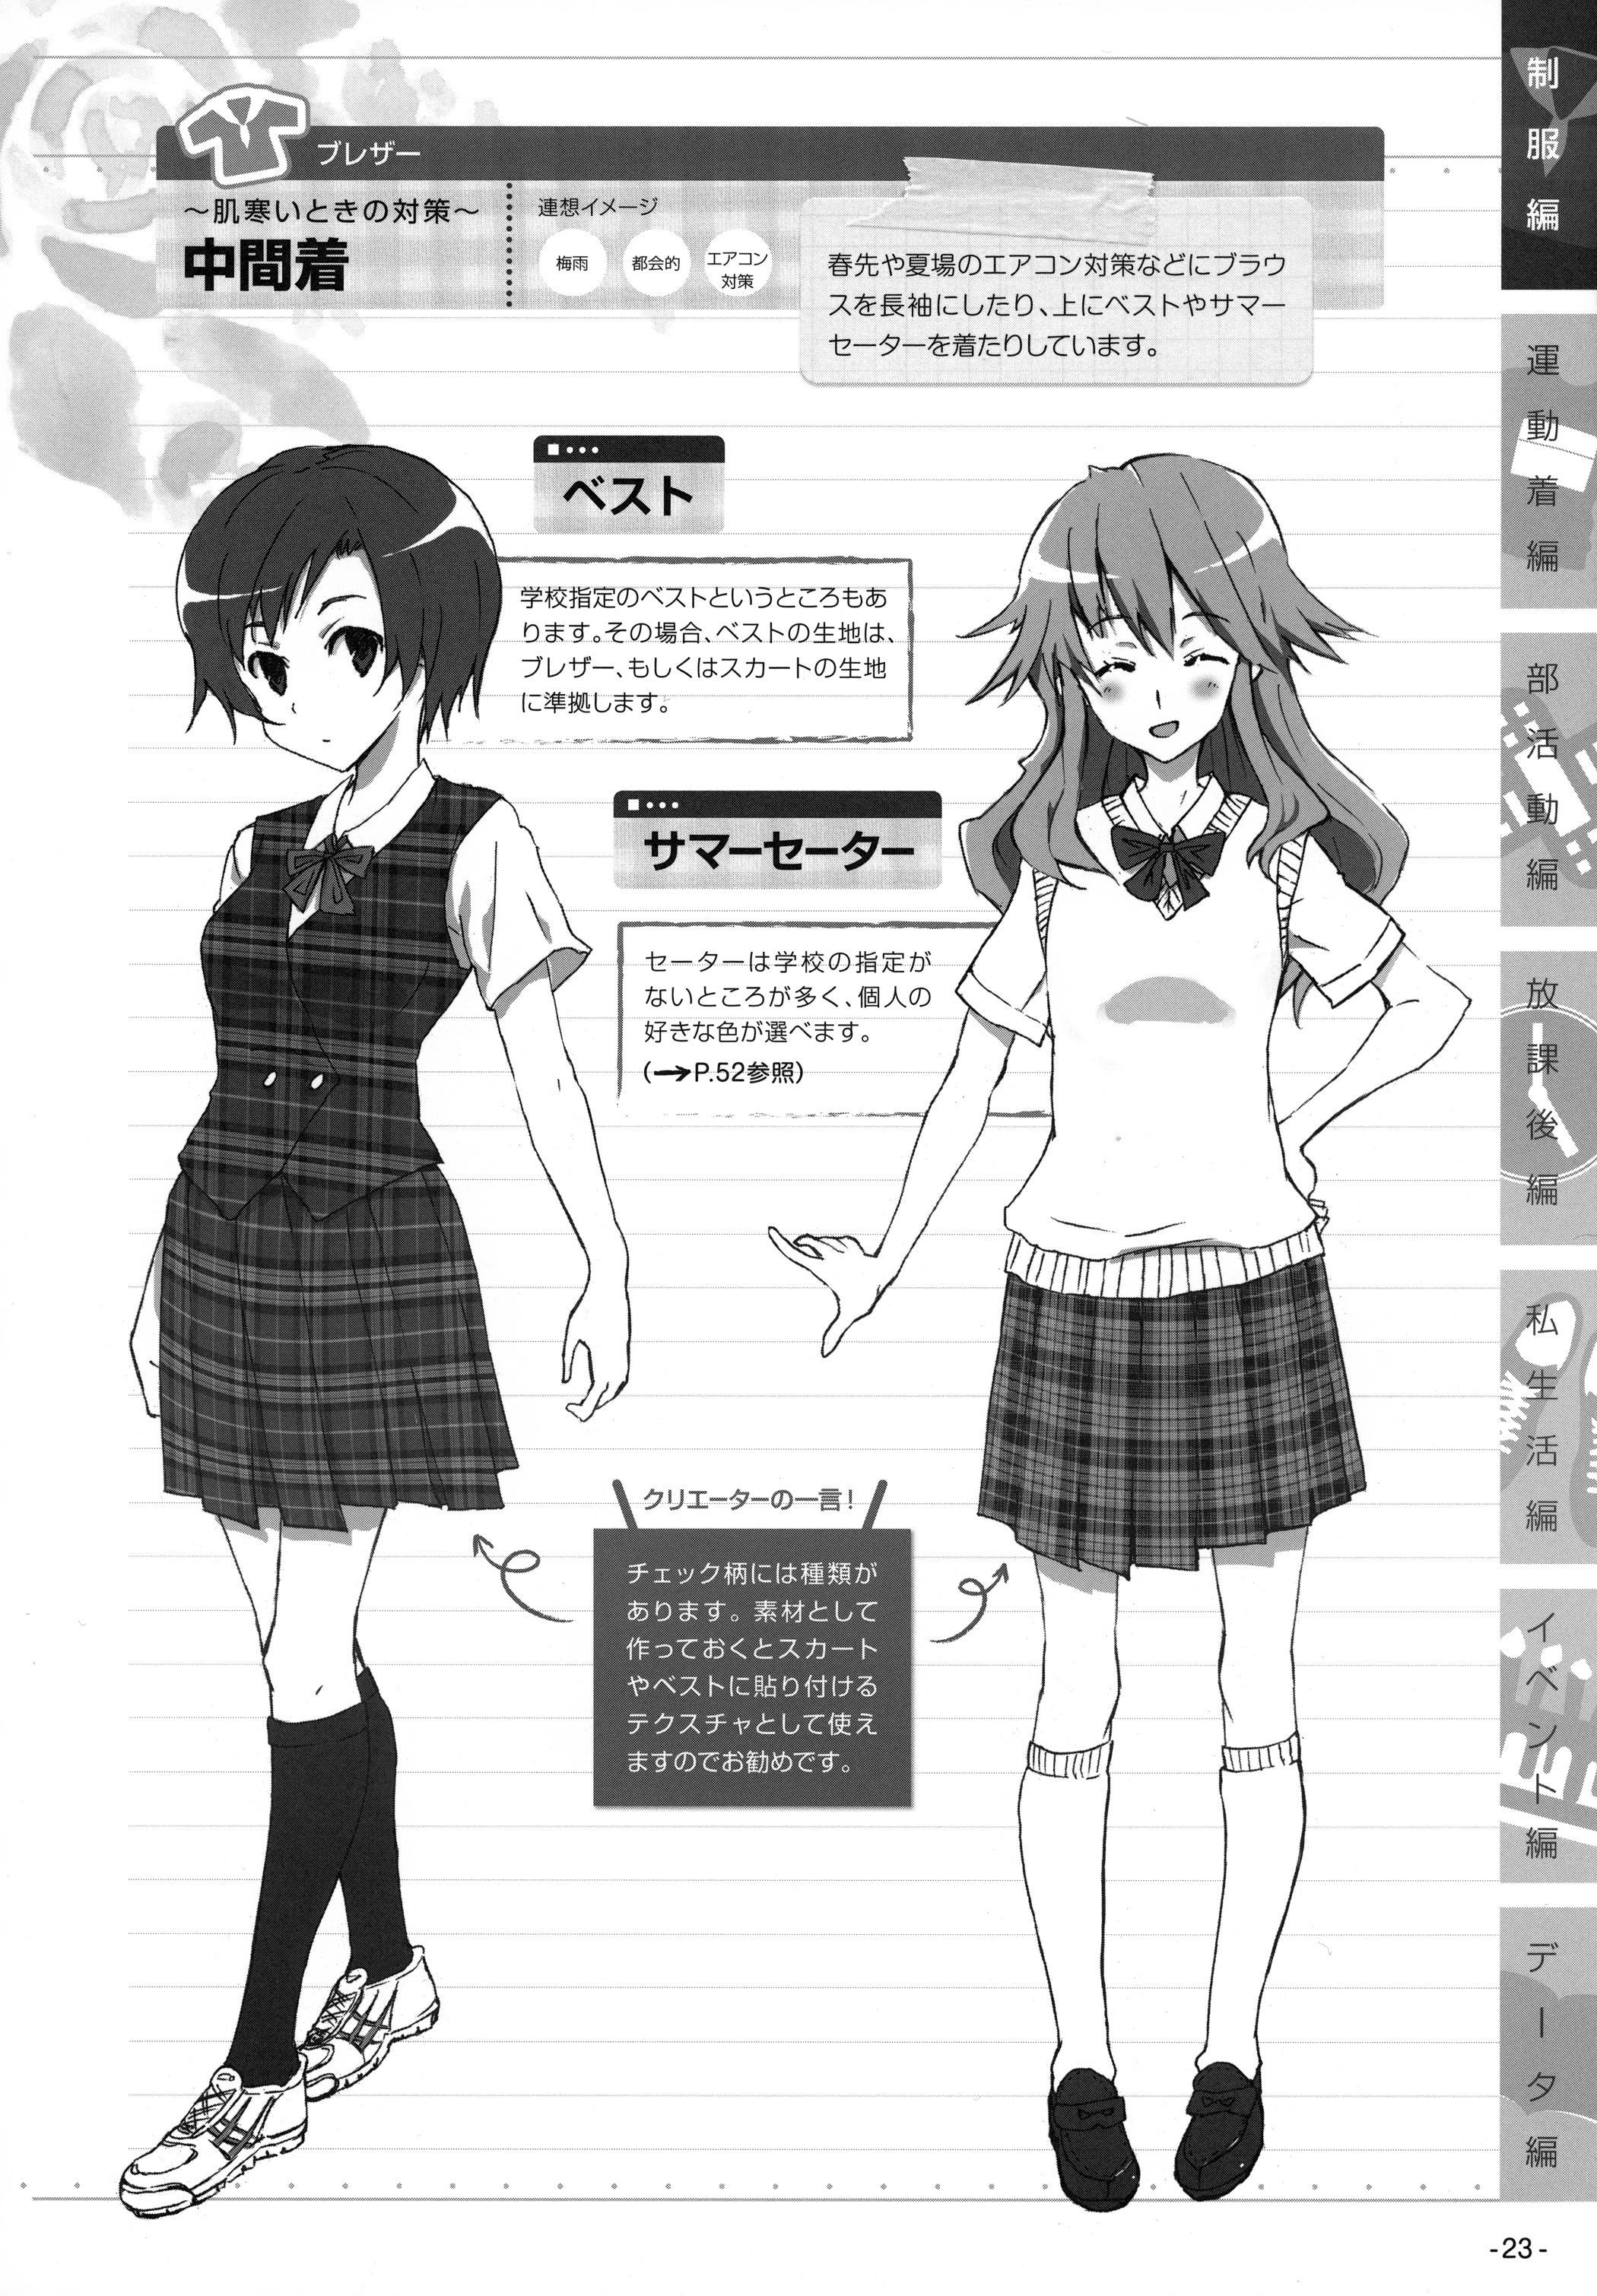 ブレザー
～肌寒いときの対策～
中間着
連想イメージ
梅雨
都会的
エアコン
対策
春先や夏場のエアコン対策などにブラウ
スを長袖にしたり、上にベストやサマー
セーターを着たりしています。
ベスト
学校指定のベストというところもあ
ります。その場合、ベストの生地は、
ブレザー、もしくはスカートの生地
に準拠します。
サマーセーター
セーターは学校の指定が
ないところが多く、個人の
好きな色が選べます。
(→P.52参照)
クリエーターの一言!
チェック柄には種類が
あります。素材として
作っておくとスカート
やベストに貼り付ける
テクスチャとして使え
ますのでお勧めです。
制服編
運動着編
部活動編
放課後編
私生活編
イベント編
データ編
-23-